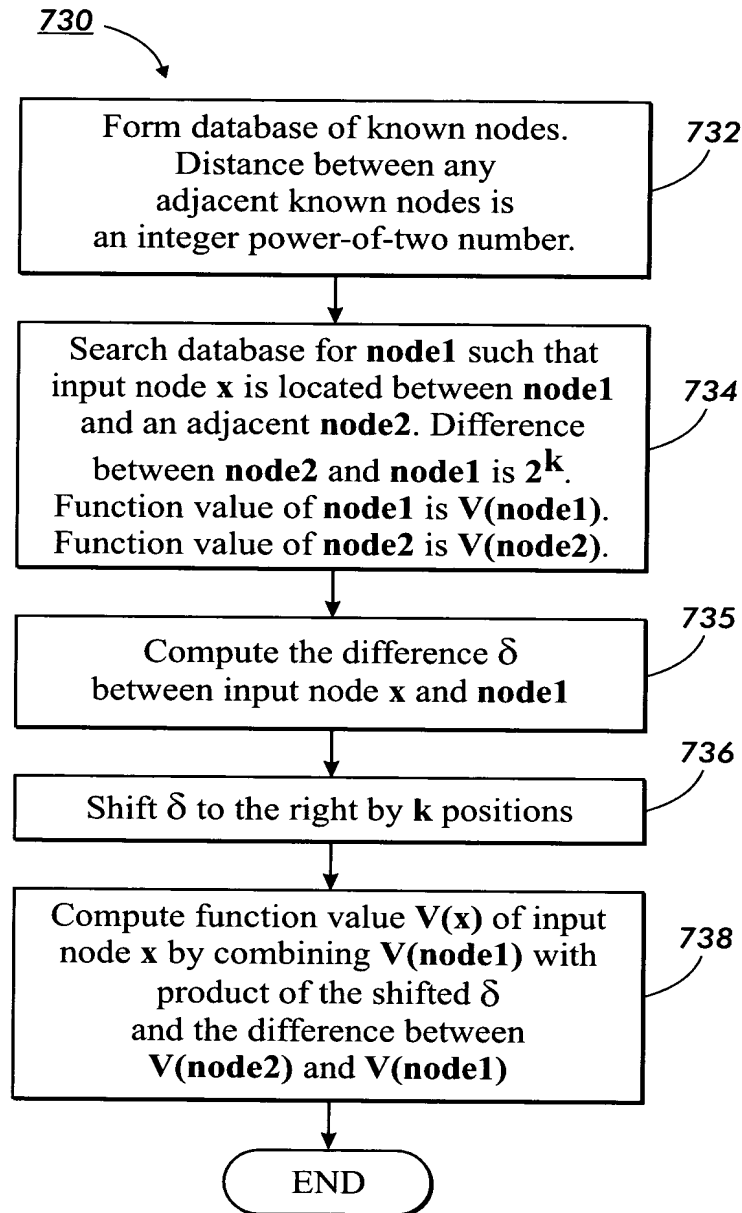 730
Form database of known nodes.
Distance between any
adjacent known nodes is
an integer power-of-two number.
732
Search database for node1 such that
input node x is located between node1
and an adjacent node2. Difference
between node2 and node1 is 2^k.
Function value of node1 is V(node1).
Function value of node2 is V(node2).
734
Compute the difference δ
between input node x and node1
735
Shift δ to the right by k positions
736
Compute function value V(x) of input
node x by combining V(node1) with
product of the shifted δ
and the difference between
V(node2) and V(node1)
738
END